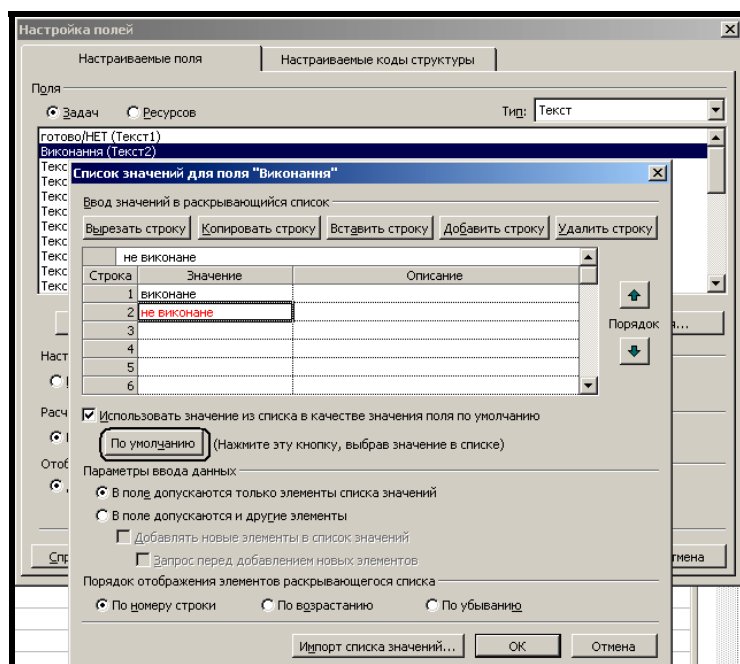 Настройка полей
Настраиваемые поля Настраиваемые коды структуры
Поля
Задач Ресурсов Тип: Текст
готово/НЕТ (Текст1)
Виконання (Текст2)
Список значений для поля "Виконання"
Ввод значений в раскрывающийся список
Вырезать строку Копировать строку Вставить строку Добавить строку Удалить строку
не виконане
Строка Значение Описание
1 виконане
2 не виконане
3
4
5
6
Порядок
Использовать значение из списка в качестве значения поля по умолчанию
По умолчанию (Нажмите эту кнопку, выбрав значение в списке)
Параметры ввода данных
В поле допускаются только элементы списка значений
В поле допускаются и другие элементы
Добавлять новые элементы в список значений
Запрос перед добавлением новых элементов
Порядок отображения элементов раскрывающегося списка
По номеру строки По возрастанию По убыванию
Импорт списка значений... ОК Отмена